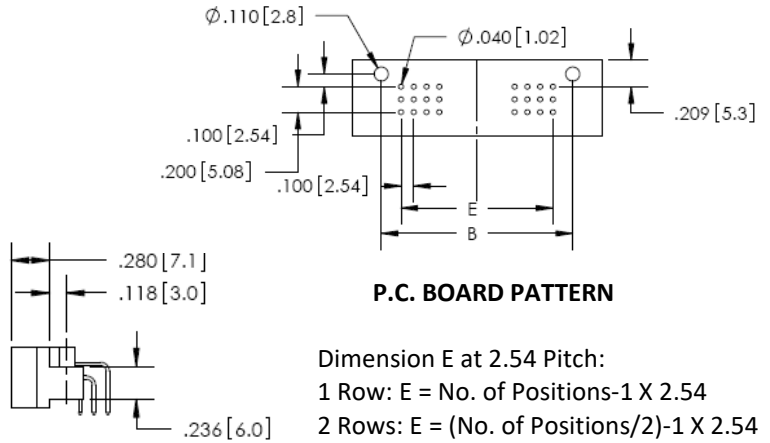 Ø.110[2.8]
Ø.040[1.02]
.209[5.3]
.100[2.54]
.200[5.08]
.100[2.54]
E
B
.280[7.1]
.118[3.0]
P.C. BOARD PATTERN
Dimension E at 2.54 Pitch:
1 Row: E = No. of Positions-1 X 2.54
2 Rows: E = (No. of Positions/2)-1 X 2.54
.236[6.0]